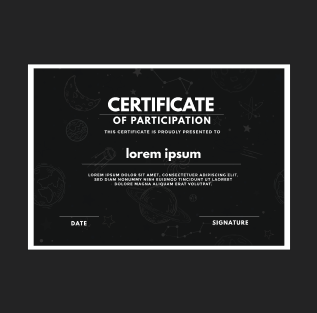 CERTIFICATE
OF PARTICIPATION
THIS CERTIFICATE IS PROUDLY PRESENTED TO
lorem ipsum
LOREM IPSUM DOLOR SIT AMET, CONSECTETUER ADIPISCING ELIT,
SED DIAM NONUMMY NIBH EUISMOD TINCIDUNT UT LAOREET
DOLORE MAGNA ALIQUAM ERAT VOLUTPAT.
DATE
SIGNATURE